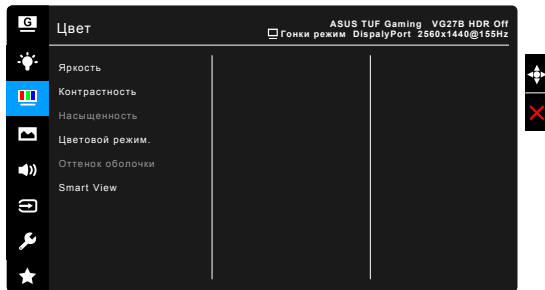 G
Цвет
ASUS TUF Gaming VG27B HDR Off
Гонки режим DispalyPort 2560x1440@155Hz
Яркость
Контрастность
Насыщенность
Цветовой режим.
Оттенок оболочки
Smart View